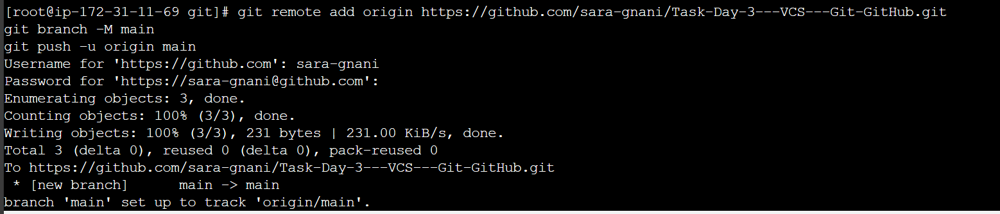 [root@ip-172-31-11-69 git]# git remote add origin https://github.com/sara-gnani/Task-Day-3---VCS---Git-GitHub.git
git branch -M main
git push -u origin main
Username for 'https://github.com': sara-gnani
Password for 'https://sara-gnani@github.com':
Enumerating objects: 3, done.
Counting objects: 100% (3/3), done.
Writing objects: 100% (3/3), 231 bytes | 231.00 KiB/s, done.
Total 3 (delta 0), reused 0 (delta 0), pack-reused 0
To https://github.com/sara-gnani/Task-Day-3---VCS---Git-GitHub.git
 * [new branch]      main -> main
branch 'main' set up to track 'origin/main'.